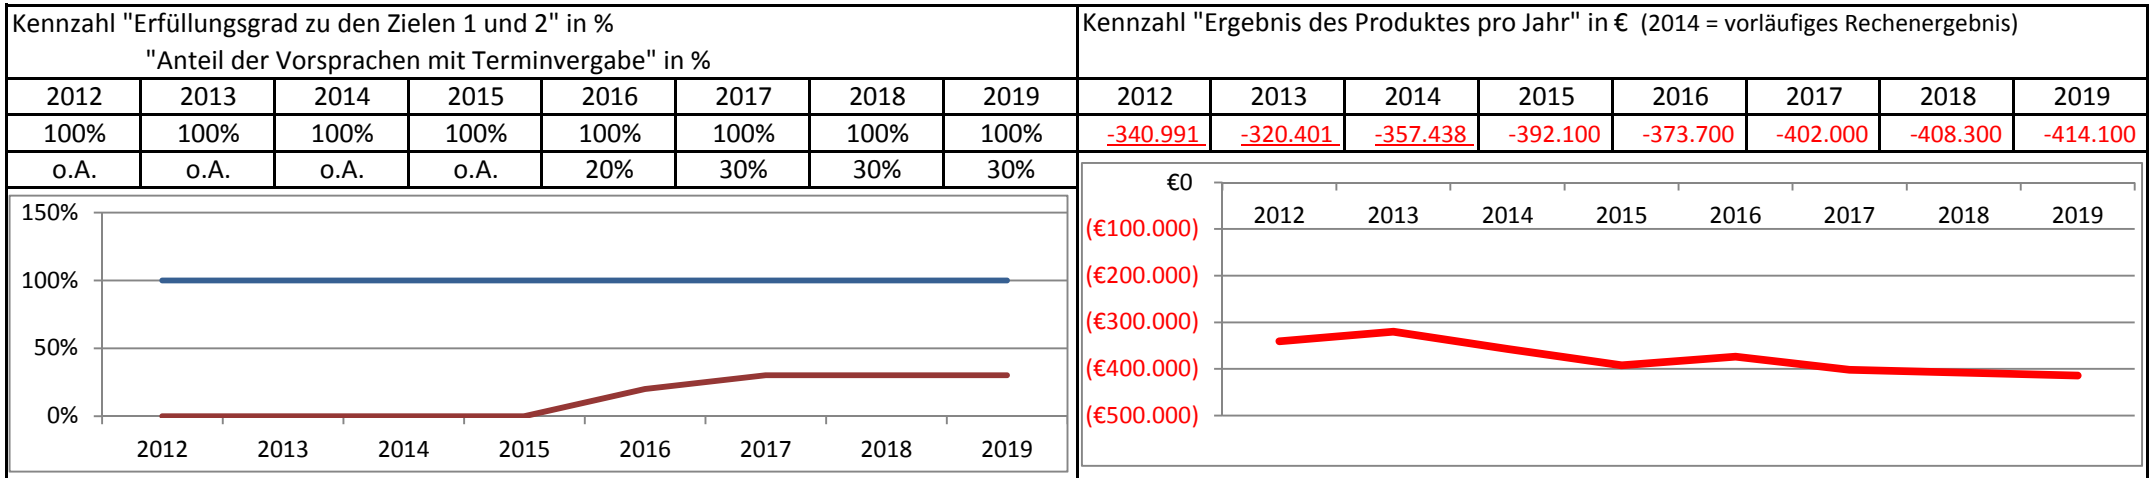 Kennzahl "Erfüllungsgrad zu den Zielen 1 und 2" in %
"Anteil der Vorsprachen mit Terminvergabe" in %
2012 2013 2014 2015 2016 2017 2018 2019
100% 100% 100% 100% 100% 100% 100% 100%
o.A. o.A. o.A. o.A. 20% 30% 30% 30%
150%
100%
50%
0%
2012 2013 2014 2015 2016 2017 2018 2019
Kennzahl "Ergebnis des Produktes pro Jahr" in € (2014 = vorläufiges Rechenergebnis)
2012 2013 2014 2015 2016 2017 2018 2019
-340.991 -320.401 -357.438 -392.100 -373.700 -402.000 -408.300 -414.100
€0
2012 2013 2014 2015 2016 2017 2018 2019
(€100.000)
(€200.000)
(€300.000)
(€400.000)
(€500.000)